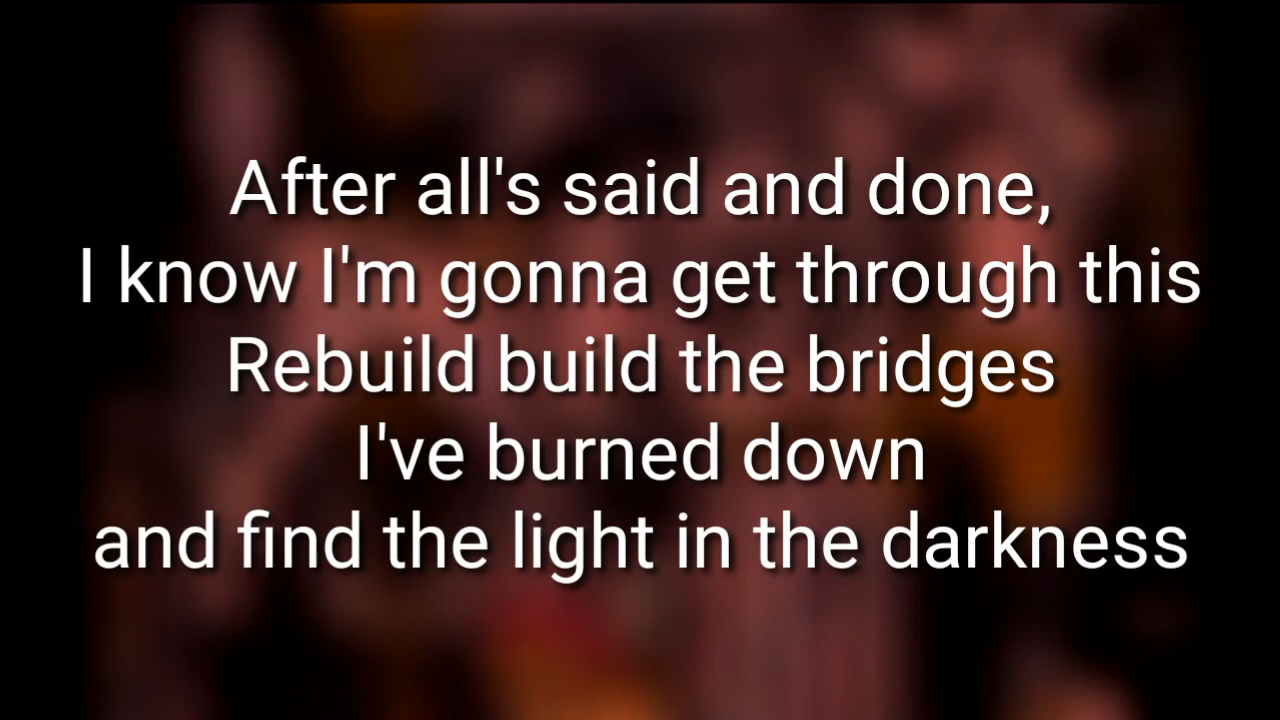 After all's said and done,
I know I'm gonna get through this
Rebuild build the bridges
I've burned down
and find the light in the darkness